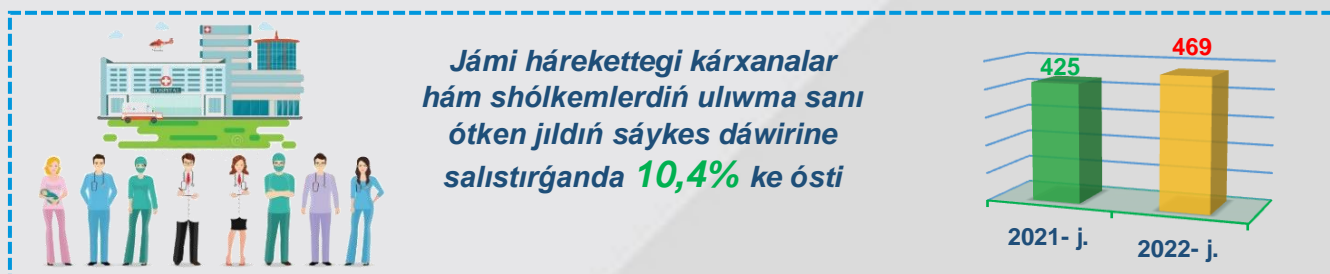 HOSPITAL
Jámi hárekettegi kárxanalar
hám shólkemlerdiń ulıwma sanı
ótken jıldıń sáykes dáwirine
salıstırǵanda 10,4% ke ósti
425
469
2021- j.
2022- j.